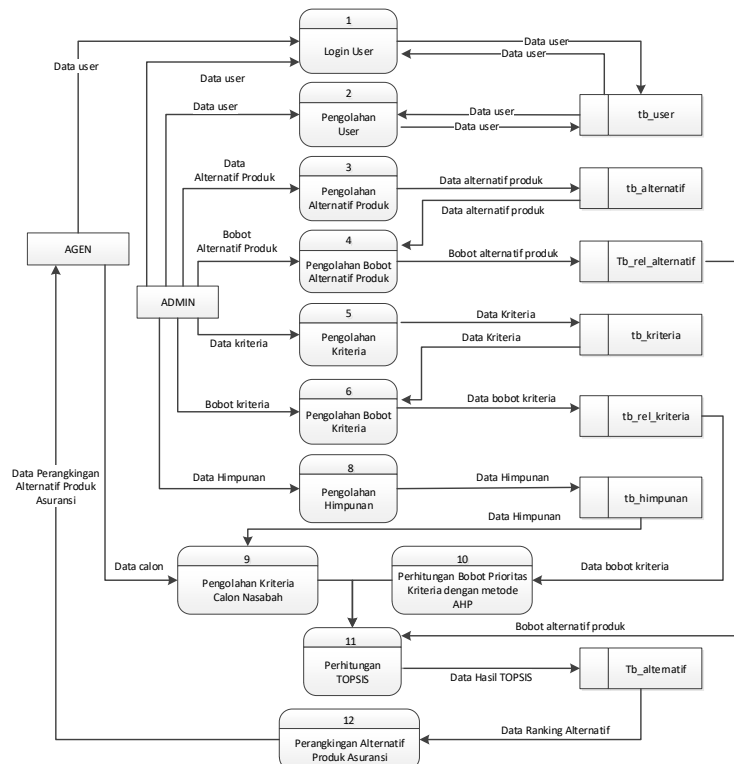 1
Login User
Data user
Data user
Data user
Data user
2
Pengolahan
User
Data user
Data user
Data user
tb_user
3
Pengolahan
Alternatif Produk
Data
Alternatif Produk
Data alternatif produk
Data alternatif produk
tb_alternatif
4
Pengolahan Bobot
Alternatif Produk
Bobot
Alternatif Produk
Bobot alternatif produk
Tb_rel_alternatif
AGEN
ADMIN
5
Pengolahan
Kriteria
Data kriteria
Data Kriteria
Data Kriteria
tb_kriteria
6
Pengolahan Bobot
Kriteria
Bobot kriteria
Data bobot kriteria
tb_rel_kriteria
Data Perangkingan
Alternatif Produk
Asuransi
8
Pengolahan
Himpunan
Data Himpunan
Data Himpunan
Data Himpunan
tb_himpunan
9
Pengolahan Kriteria
Calon Nasabah
Data calon
10
Perhitungan Bobot Prioritas
Kriteria dengan metode
AHP
Data bobot kriteria
11
Perhitungan
TOPSIS
Bobot alternatif produk
Data Hasil TOPSIS
Tb_alternatif
12
Perangkingan Alternatif
Produk Asuransi
Data Ranking Alternatif